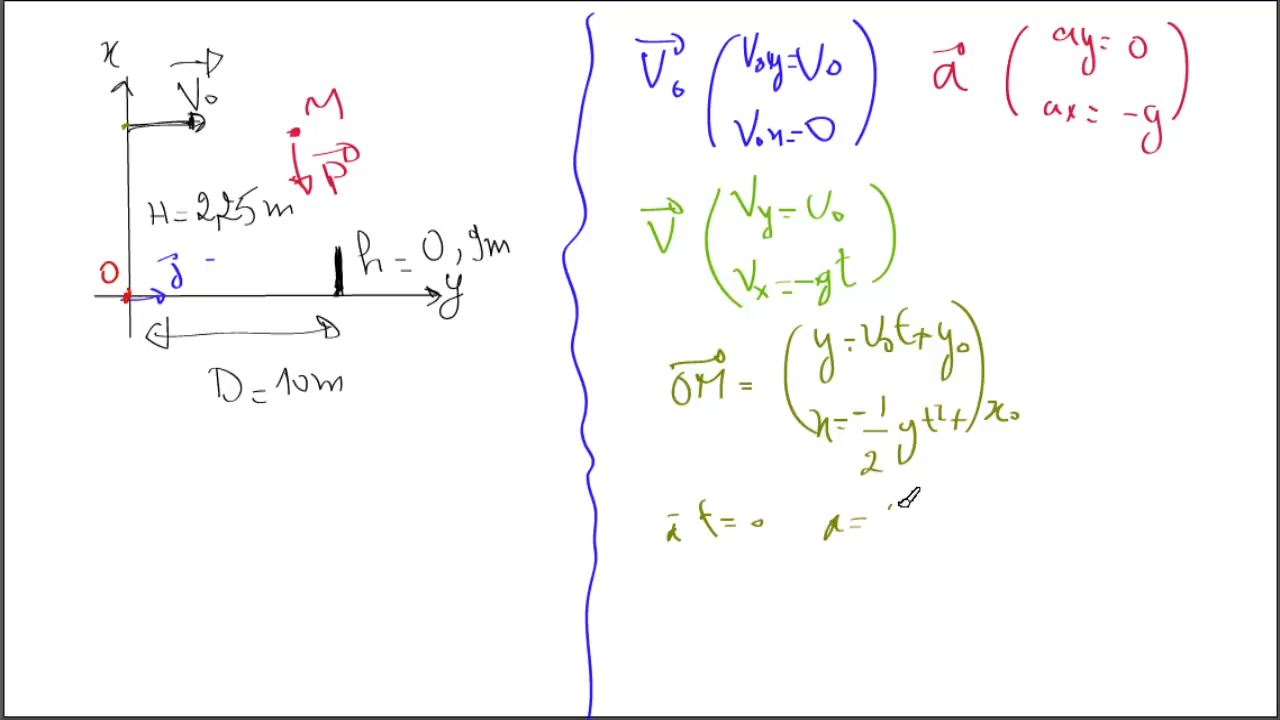 x
V₀
M
P
H = 2,25 m
h = 0,9m
O
j
y
D = 10m
V₀ ( V₀y = V₀
V₀x = 0 )
a ( ay = 0
ax = -g )
V ( Vy = V₀
Vx = -gt )
OM = ( y = V₀t + y₀
x = -1/2 gt² + x₀ )
à t = 0 x =